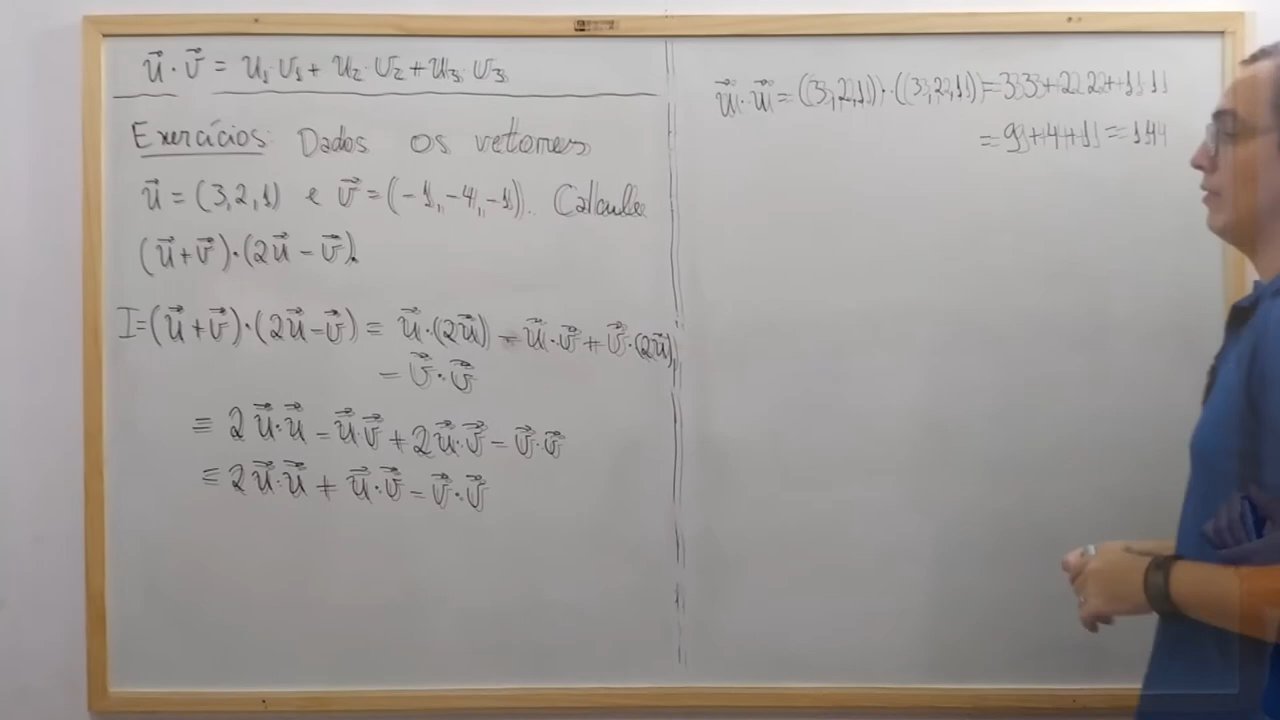 u⃗ · v⃗ = u₁·v₁ + u₂·v₂ + u₃·v₃
Exercícios: Dados os vetores
u⃗ = (3,2,1) e v⃗ = (-1,-4,-1). Calcule
(u⃗+v⃗)·(2u⃗-v⃗).
I=(u⃗+v⃗)·(2u⃗-v⃗) = u⃗·(2u⃗) - u⃗·v⃗ + v⃗·(2u⃗)
- v⃗·v⃗
= 2u⃗·u⃗ - u⃗·v⃗ + 2u⃗·v⃗ - v⃗·v⃗
= 2u⃗·u⃗ + u⃗·v⃗ - v⃗·v⃗
u⃗·u⃗ = (3,2,1)·(3,2,1) = 3·3+2·2+1·1
= 9+4+1 = 14